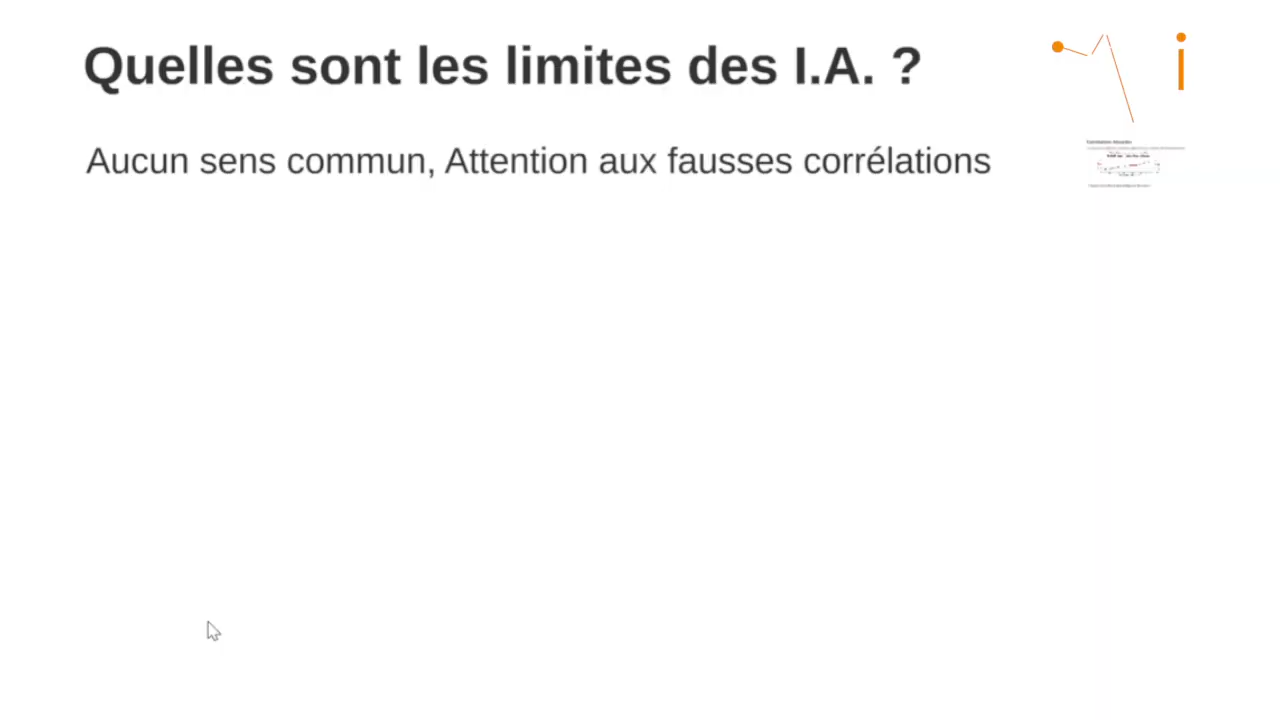 Quelles sont les limites des I.A. ?
Aucun sens commun, Attention aux fausses corrélations